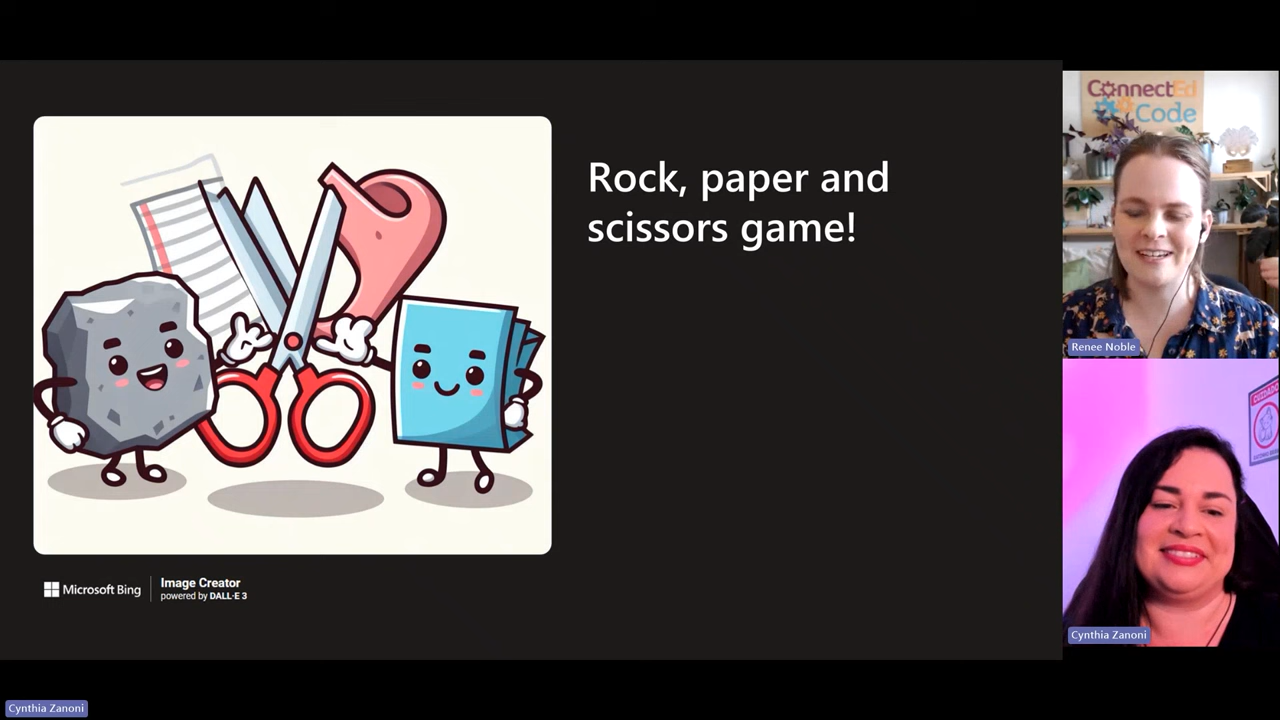 Rock, paper and
scissors game!
Microsoft Bing
Image Creator
powered by DALL·E 3
ConnectEd
Code
Renee Noble
CUIDADO
Cynthia Zanoni
Cynthia Zanoni